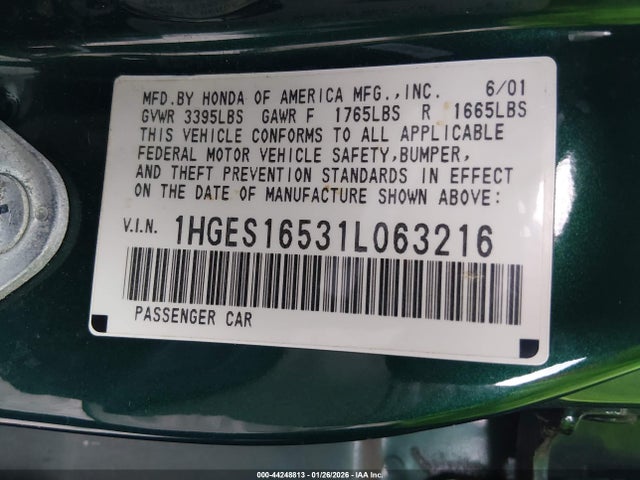 MFD.BY HONDA OF AMERICA MFG.,INC. 6/01
GVWR 3395LBS GAWR F 1765LBS R 1665LBS
THIS VEHICLE CONFORMS TO ALL APPLICABLE
FEDERAL MOTOR VEHICLE SAFETY,BUMPER,
AND THEFT PREVENTION STANDARDS IN EFFECT
ON THE DATE OF MANUFACTURE SHOWN ABOVE:
V.I.N. 1HGES16531L063216
PASSENGER CAR
000-44248813 | 01/26/2026 | IAA Inc.